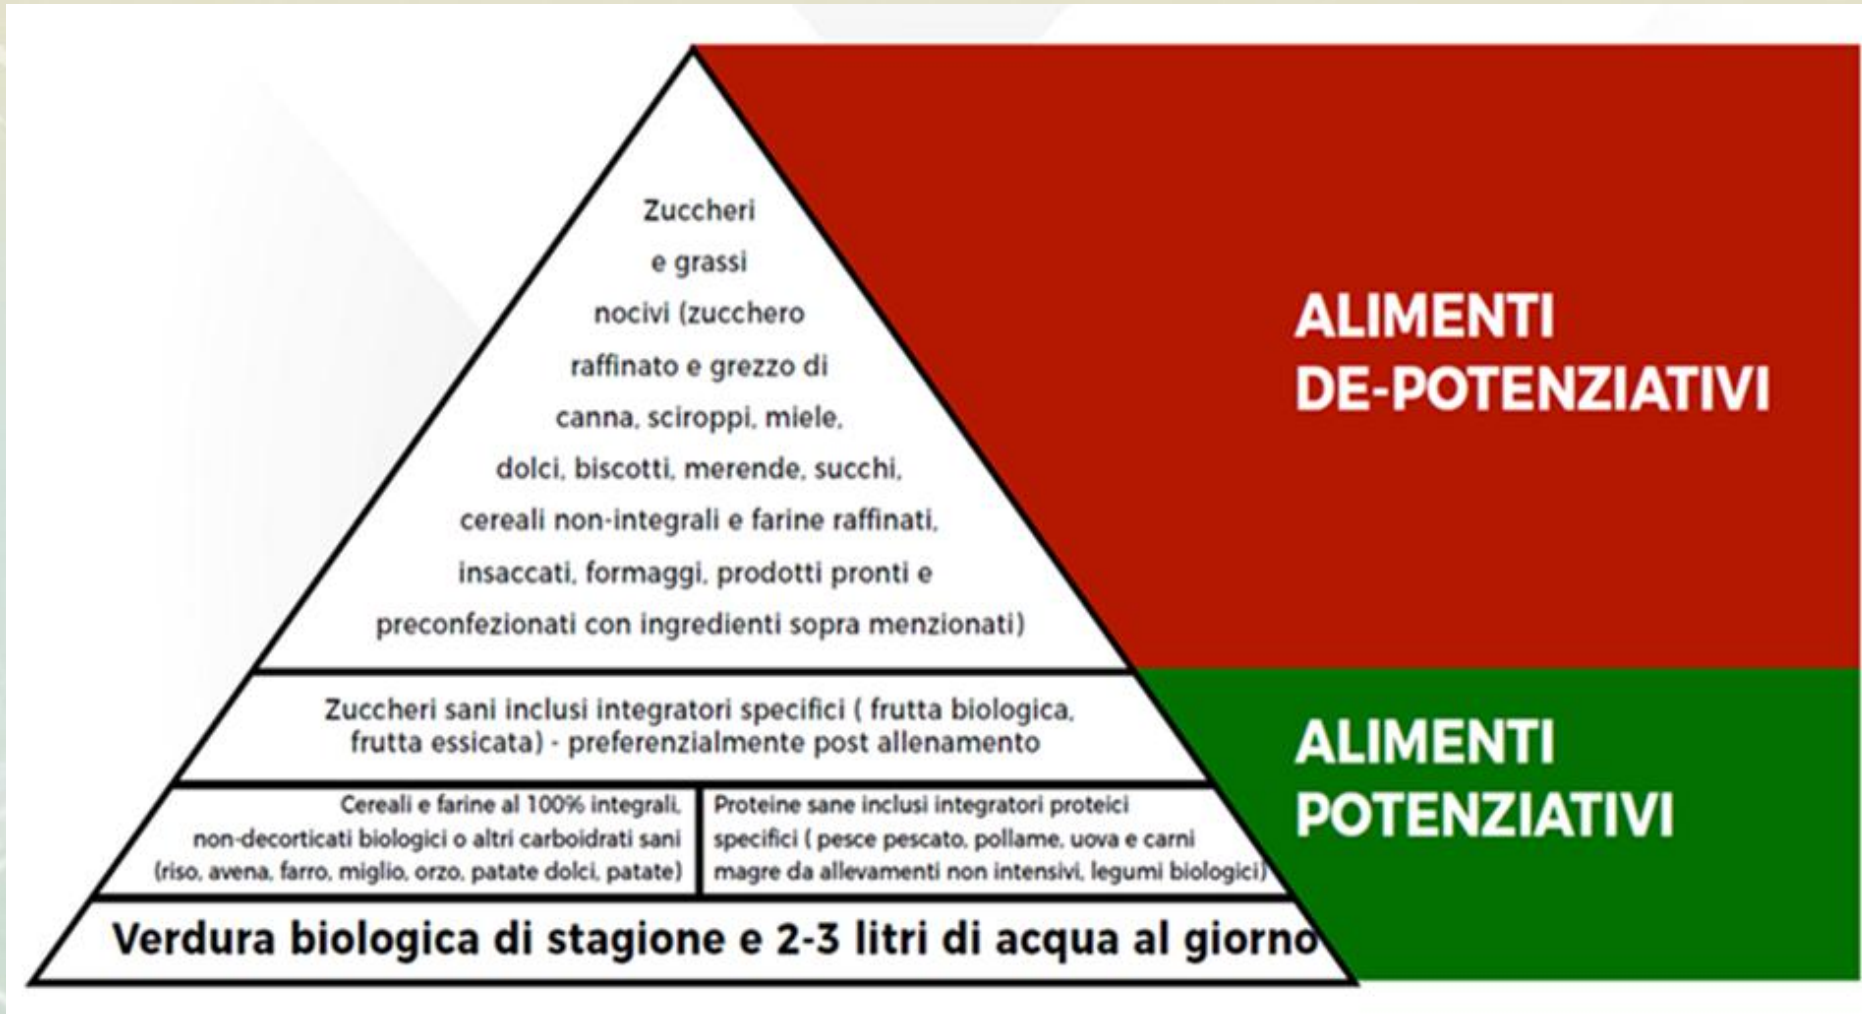 Zuccheri
e grassi
nocivi (zucchero
raffinato e grezzo di
canna, sciroppi, miele,
dolci, biscotti, merende, succhi,
cereali non-integrali e farine raffinati,
insaccati, formaggi, prodotti pronti e
preconfezionati con ingredienti sopra menzionati)
ALIMENTI
DE-POTENZIATIVI
Zuccheri sani inclusi integratori specifici ( frutta biologica,
frutta essicata) - preferenzialmente post allenamento
Cereali e farine al 100% integrali,
non-decorticati biologici o altri carboidrati sani
(riso, avena, farro, miglio, orzo, patate dolci, patate)
Proteine sane inclusi integratori proteici
specifici ( pesce pescato, pollame, uova e carni
magre da allevamenti non intensivi, legumi biologici)
ALIMENTI
POTENZIATIVI
Verdura biologica di stagione e 2-3 litri di acqua al giorno